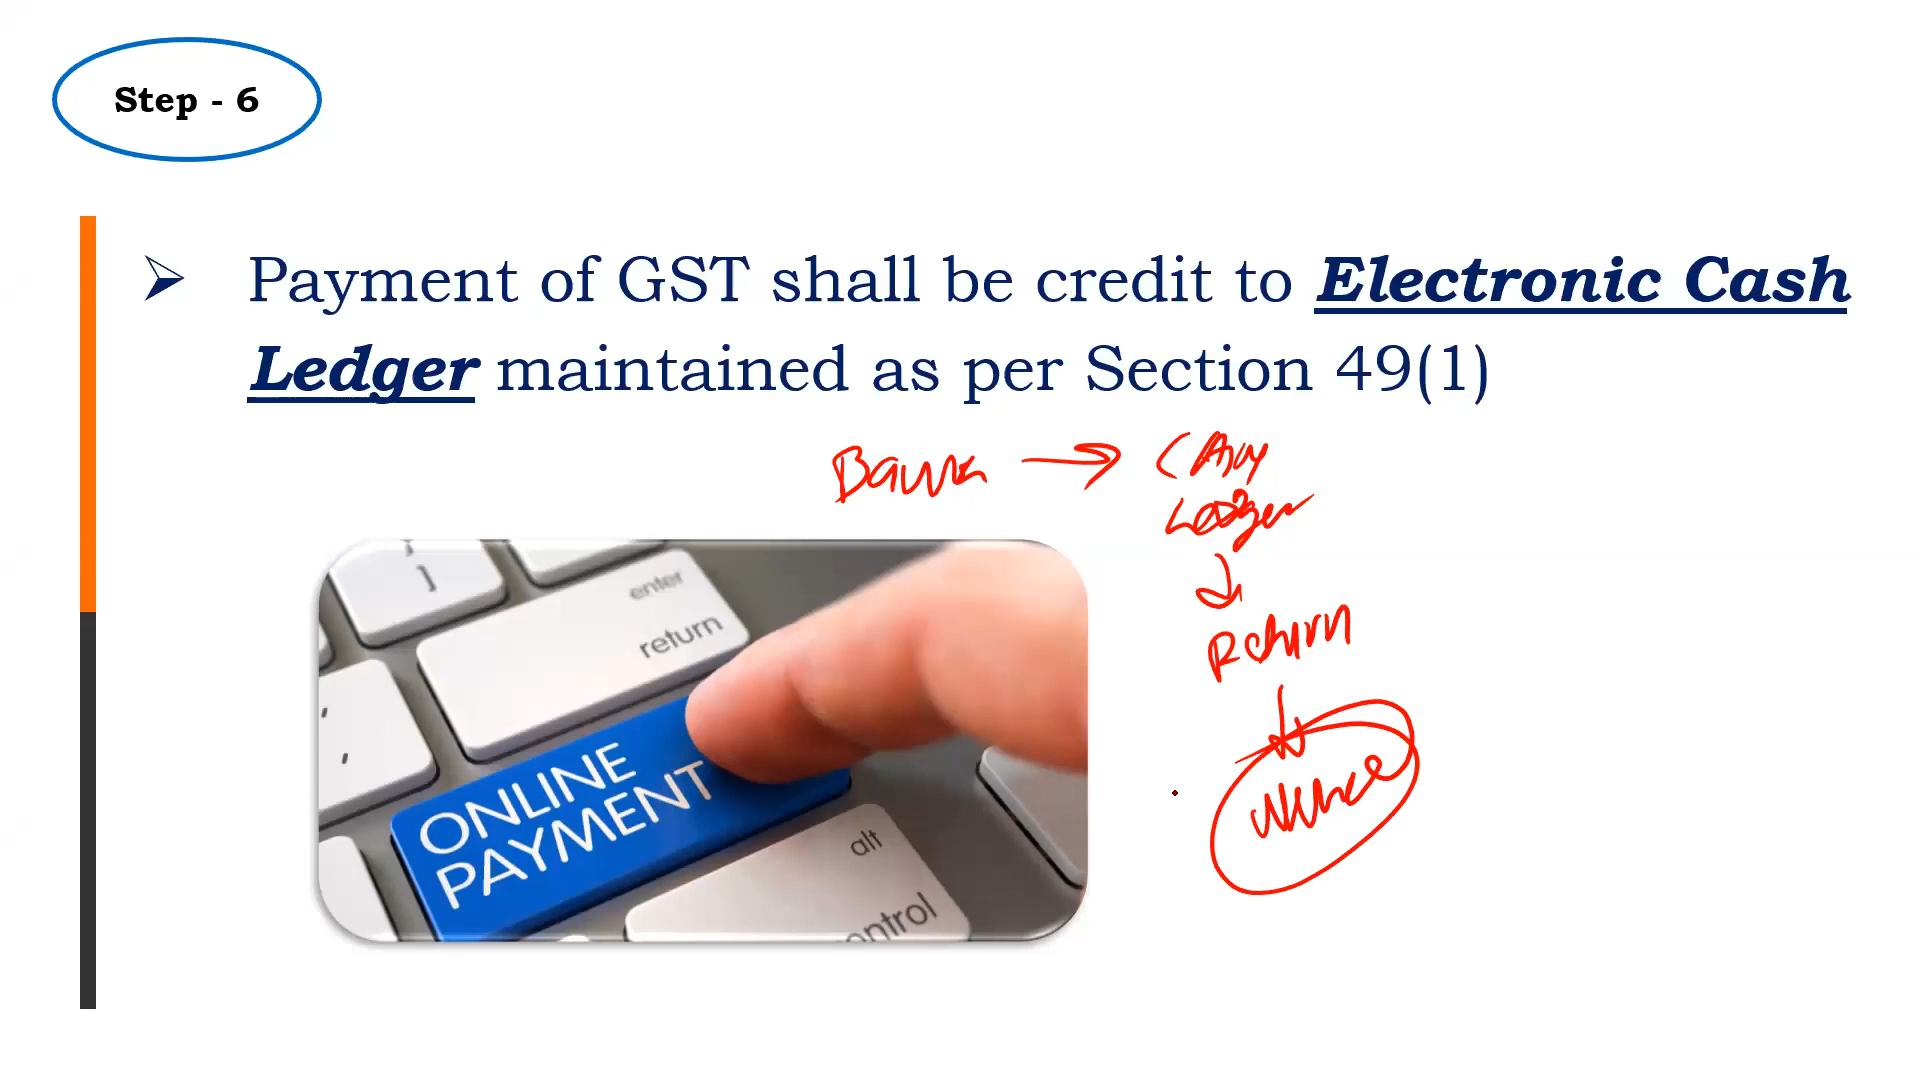 Step - 6
➢ Payment of GST shall be credit to Electronic Cash
Ledger maintained as per Section 49(1)
Bank → Cash
Ledger
Return
]
enter
return
ONLINE
PAYMENT
alt
ontrol